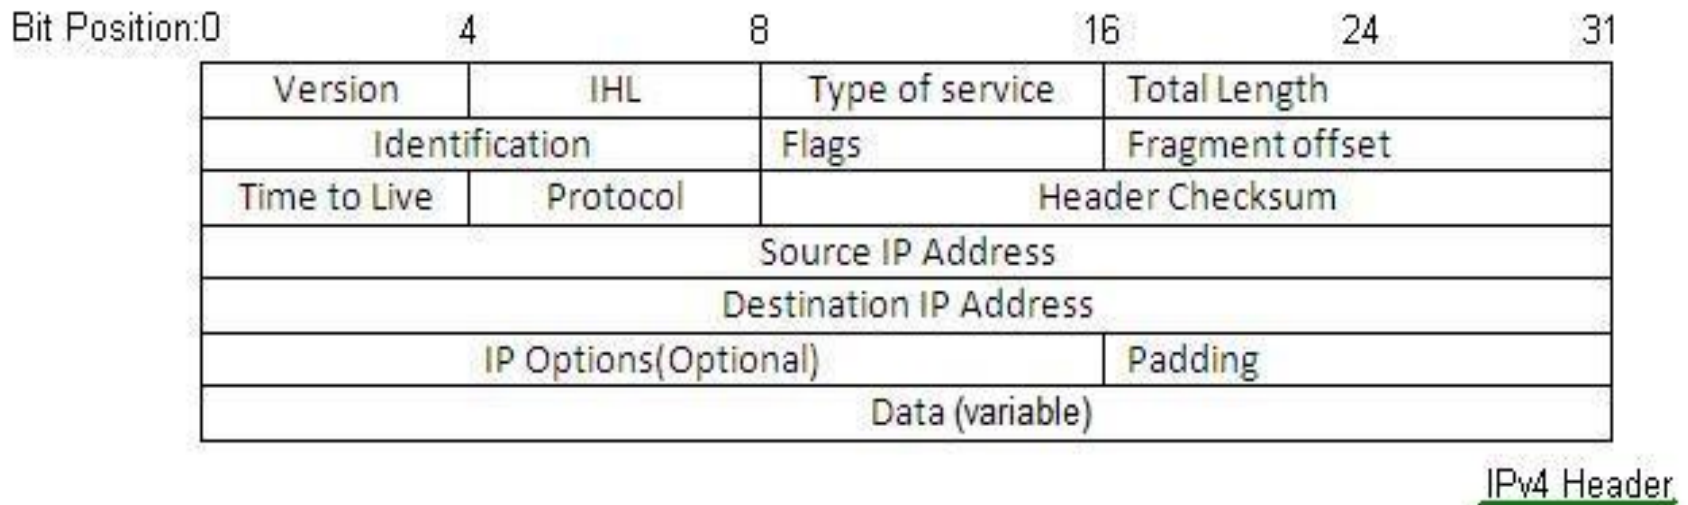 Bit Position:0 4 8 16 24 31
Version IHL Type of service Total Length
Identification Flags Fragment offset
Time to Live Protocol Header Checksum
Source IP Address
Destination IP Address
IP Options(Optional) Padding
Data (variable)
IPv4 Header